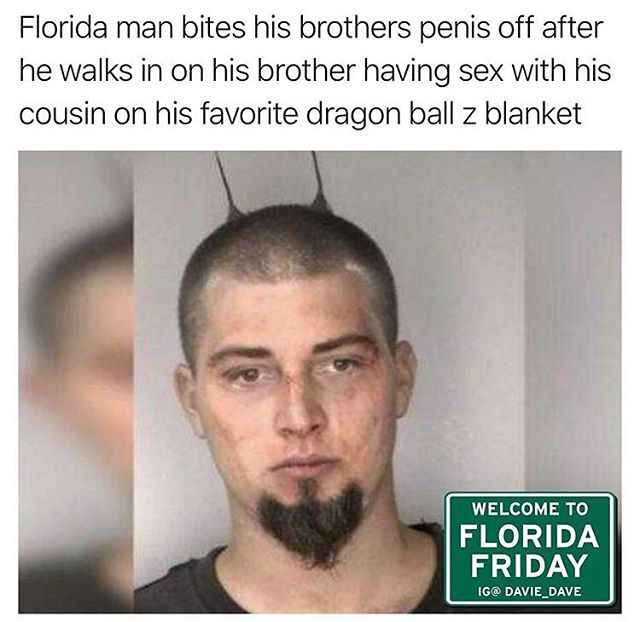 Florida man bites his brothers penis off after
he walks in on his brother having sex with his
cousin on his favorite dragon ball z blanket
WELCOME TO
FLORIDA
FRIDAY
IG@ DAVIE_DAVE